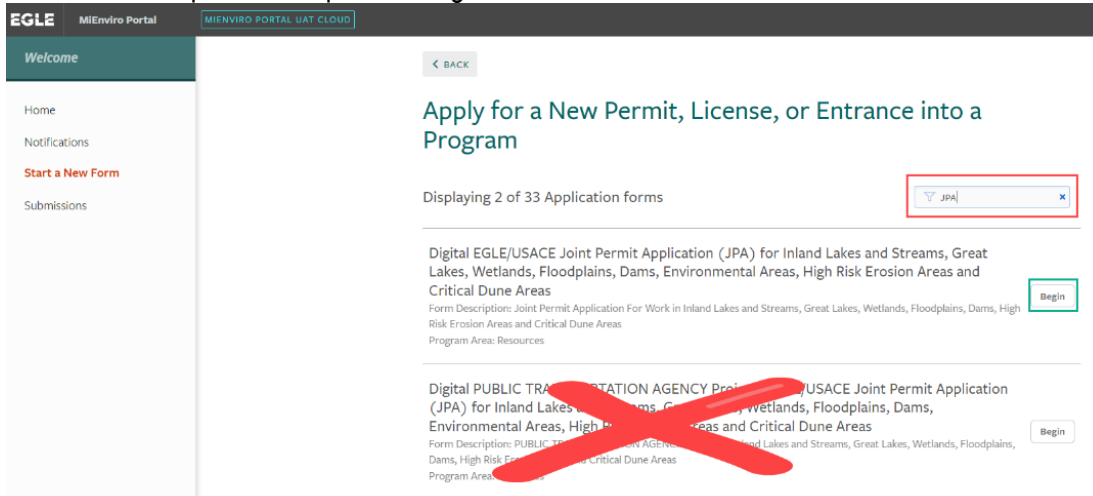 EGLE MiEnviro Portal MIENVIRO PORTAL UAT CLOUD
Welcome
Home
Notifications
Start a New Form
Submissions
BACK
Apply for a New Permit, License, or Entrance into a
Program
Displaying 2 of 33 Application forms
JPA
Digital EGLE/USACE Joint Permit Application (JPA) for Inland Lakes and Streams, Great
Lakes, Wetlands, Floodplains, Dams, Environmental Areas, High Risk Erosion Areas and
Critical Dune Areas
Begin
Form Description: Joint Permit Application For Work in Inland Lakes and Streams, Great Lakes, Wetlands, Floodplains, Dams, High
Risk Erosion Areas and Critical Dune Areas
Program Area: Resources
Digital PUBLIC AGENCY Joint Permit Application
(JPA) for Inland Lakes Wetlands, Floodplains, Dams,
Environmental Areas, High and Critical Dune Areas
Begin
Form Description: PUBLIC Lakes and Streams, Great Lakes, Wetlands, Floodplains,
Dams, High Risk Critical Dune Areas
Program